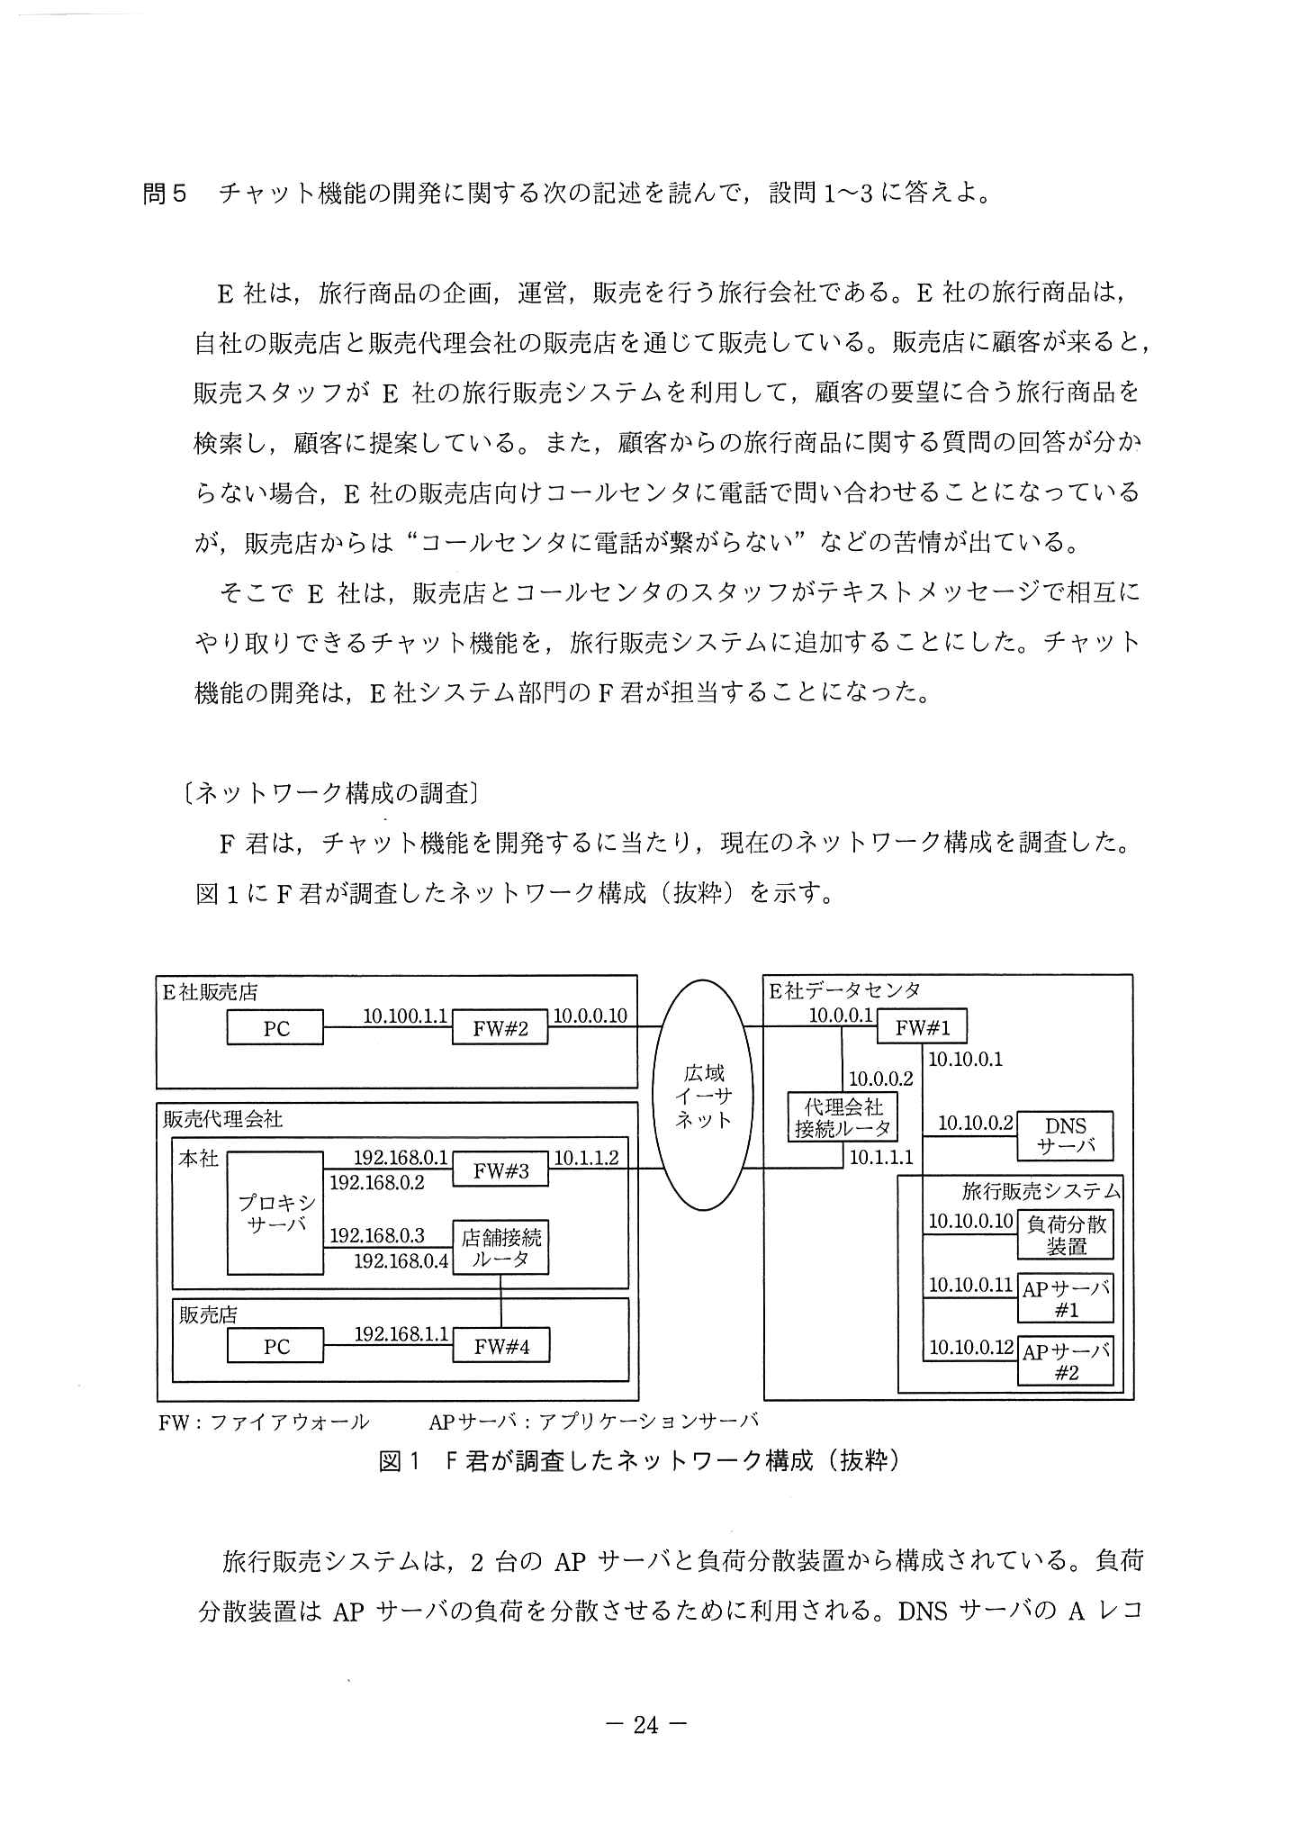 問5 チャット機能の開発に関する次の記述を読んで，設問1～3に答えよ。
E 社は，旅行商品の企画，運営，販売を行う旅行会社である。E 社の旅行商品は，
自社の販売店と販売代理会社の販売店を通じて販売している。販売店に顧客が来ると，
販売スタッフが E 社の旅行販売システムを利用して，顧客の要望に合う旅行商品を
検索し，顧客に提案している。また，顧客からの旅行商品に関する質問の回答が分か
らない場合，E 社の販売店向けコールセンタに電話で問い合わせることになっている
が，販売店からは“コールセンタに電話が繋がらない”などの苦情が出ている。
そこで E 社は，販売店とコールセンタのスタッフがテキストメッセージで相互に
やり取りできるチャット機能を，旅行販売システムに追加することにした。チャット
機能の開発は，E 社システム部門の F 君が担当することになった。
〔ネットワーク構成の調査〕
F 君は，チャット機能を開発するに当たり，現在のネットワーク構成を調査した。
図1に F 君が調査したネットワーク構成（抜粋）を示す。
E社販売店
PC
10.100.1.1
FW#2
10.0.0.10
販売代理会社
本社
プロキシ
サーバ
192.168.0.1
192.168.0.2
FW#3
10.1.1.2
192.168.0.3
192.168.0.4
店舗接続
ルータ
販売店
PC
192.168.1.1
FW#4
広域
イーサ
ネット
E社データセンタ
10.0.0.1
FW#1
10.10.0.1
10.0.0.2
代理会社
接続ルータ
10.1.1.1
10.10.0.2
DNS
サーバ
旅行販売システム
10.10.0.10
負荷分散
装置
10.10.0.11
APサーバ
#1
10.10.0.12
APサーバ
#2
FW：ファイアウォール APサーバ：アプリケーションサーバ
図1 F 君が調査したネットワーク構成（抜粋）
旅行販売システムは，2 台の AP サーバと負荷分散装置から構成されている。負荷
分散装置は AP サーバの負荷を分散させるために利用される。DNS サーバの A レコ
－ 24 －